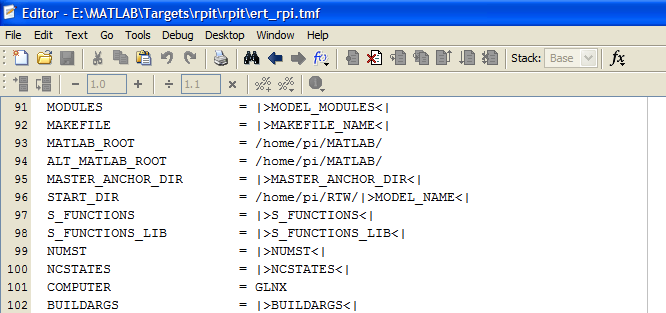 Editor - E:\MATLAB\Targets\rpit\rpit\ert_rpi.tmf
File Edit Text Go Tools Debug Desktop Window Help
Stack: Base fx
− 1.0 + ÷ 1.1 ×
91 MODULES = |>MODEL_MODULES<|
92 MAKEFILE = |>MAKEFILE_NAME<|
93 MATLAB_ROOT = /home/pi/MATLAB/
94 ALT_MATLAB_ROOT = /home/pi/MATLAB/
95 MASTER_ANCHOR_DIR = |>MASTER_ANCHOR_DIR<|
96 START_DIR = /home/pi/RTW/|>MODEL_NAME<|
97 S_FUNCTIONS = |>S_FUNCTIONS<|
98 S_FUNCTIONS_LIB = |>S_FUNCTIONS_LIB<|
99 NUMST = |>NUMST<|
100 NCSTATES = |>NCSTATES<|
101 COMPUTER = GLNX
102 BUILDARGS = |>BUILDARGS<|